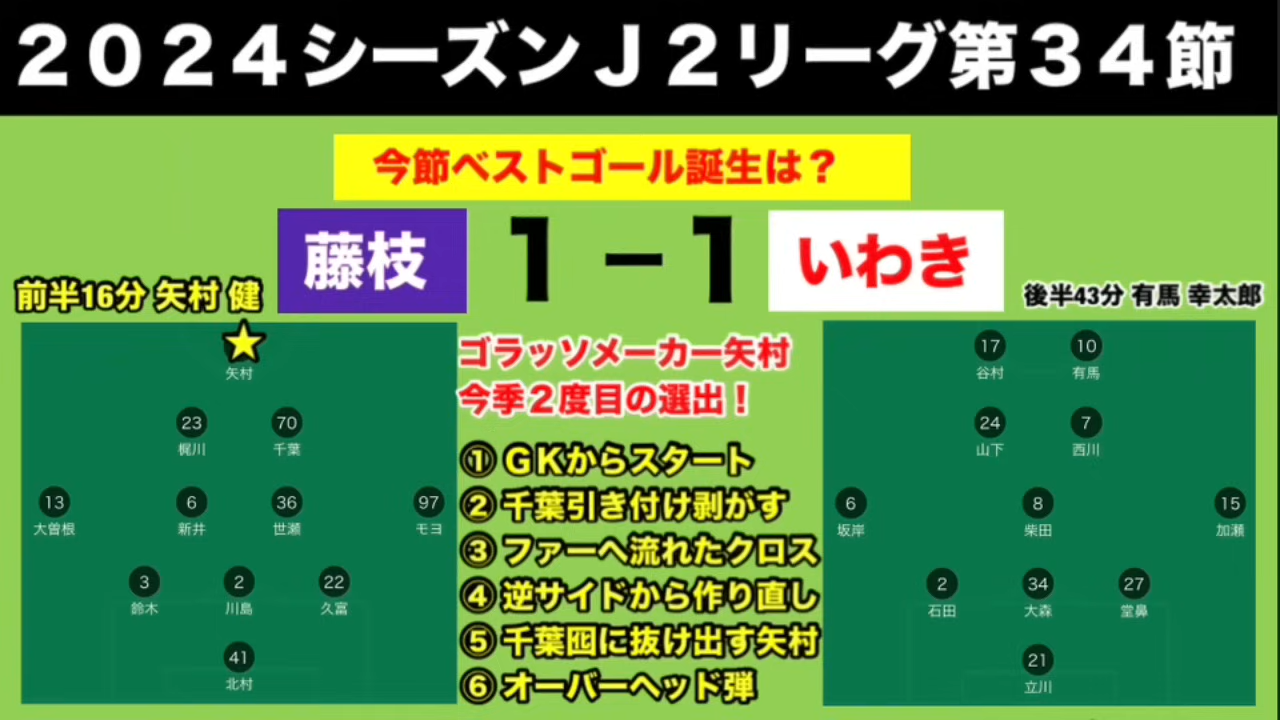 ２０２４シーズンＪ２リーグ第３４節
今節ベストゴール誕生は？
藤枝 1 – 1 いわき
前半16分 矢村 健
後半43分 有馬 幸太郎
矢村
23 70
梶川 千葉
13 6 36 97
大曽根 新井 世瀬 モヨ
3 2 22
鈴木 川島 久富
41
北村
ゴラッソメーカー矢村
今季２度目の選出！
① ＧＫからスタート
② 千葉引き付け剥がす
③ ファーへ流れたクロス
④ 逆サイドから作り直し
⑤ 千葉囮に抜け出す矢村
⑥ オーバーヘッド弾
17 10
谷村 有馬
24 7
山下 西川
6 8 15
坂岸 柴田 加瀬
2 34 27
石田 大森 堂鼻
21
立川